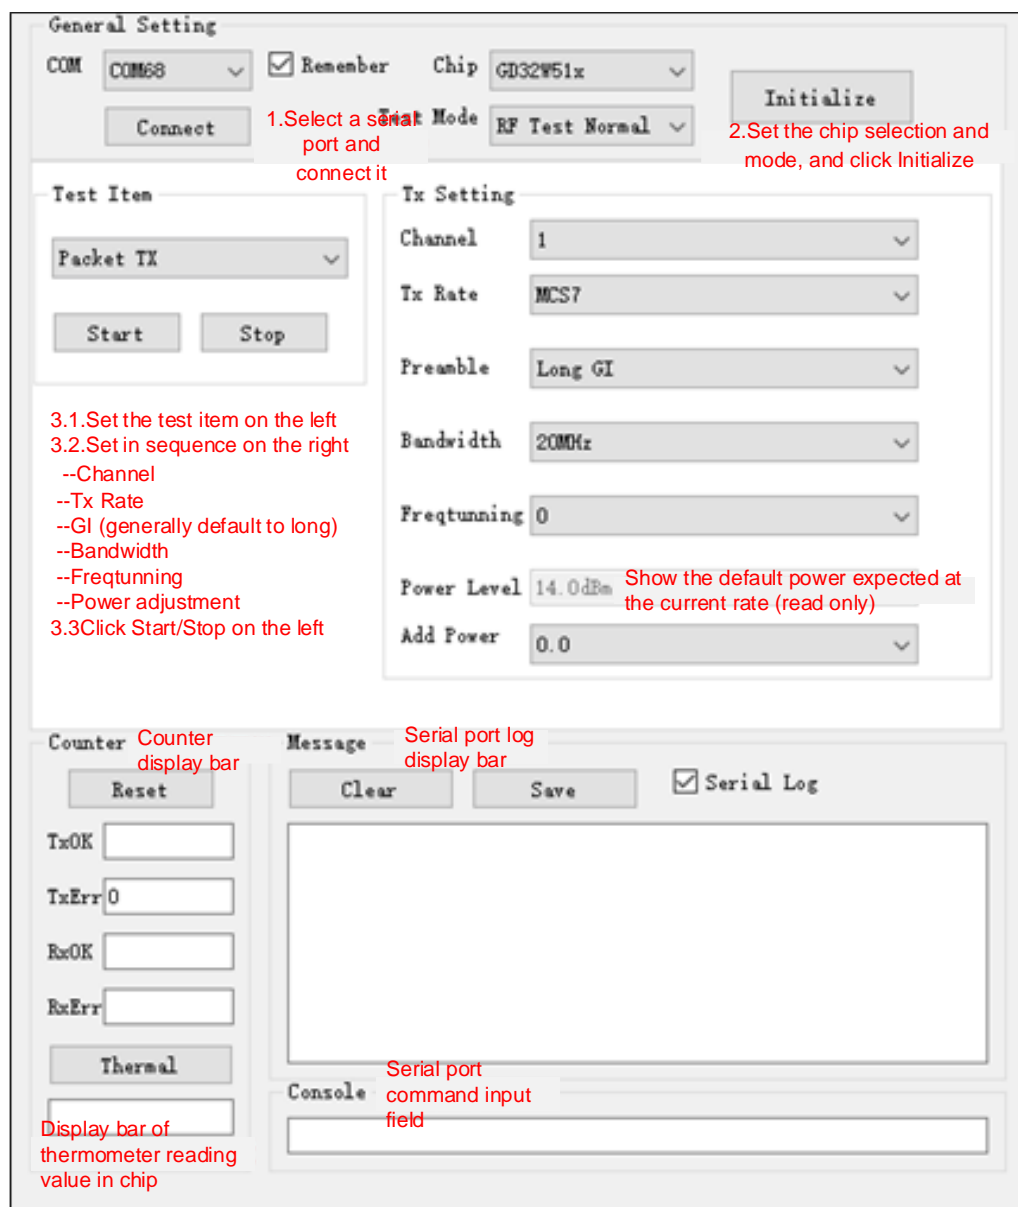 General Setting
COM COM68 Remember Chip GD32W51x
Initialize
Connect
1.Select a serial
port and
connect it
Test Mode RF Test Normal
2.Set the chip selection and
mode, and click Initialize
Test Item
Packet TX
Start Stop
3.1.Set the test item on the left
3.2.Set in sequence on the right
--Channel
--Tx Rate
--GI (generally default to long)
--Bandwidth
--Freqtunning
--Power adjustment
3.3Click Start/Stop on the left
Tx Setting
Channel 1
Tx Rate MCS7
Preamble Long GI
Bandwidth 20MHz
Freqtunning 0
Power Level 14.0dBm
Show the default power expected at
the current rate (read only)
Add Power 0.0
Counter
Counter
display bar
Reset
TxOK
TxErr 0
RxOK
RxErr
Thermal
Display bar of
thermometer reading
value in chip
Message
Serial port log
display bar
Clear Save Serial Log
Console
Serial port
command input
field